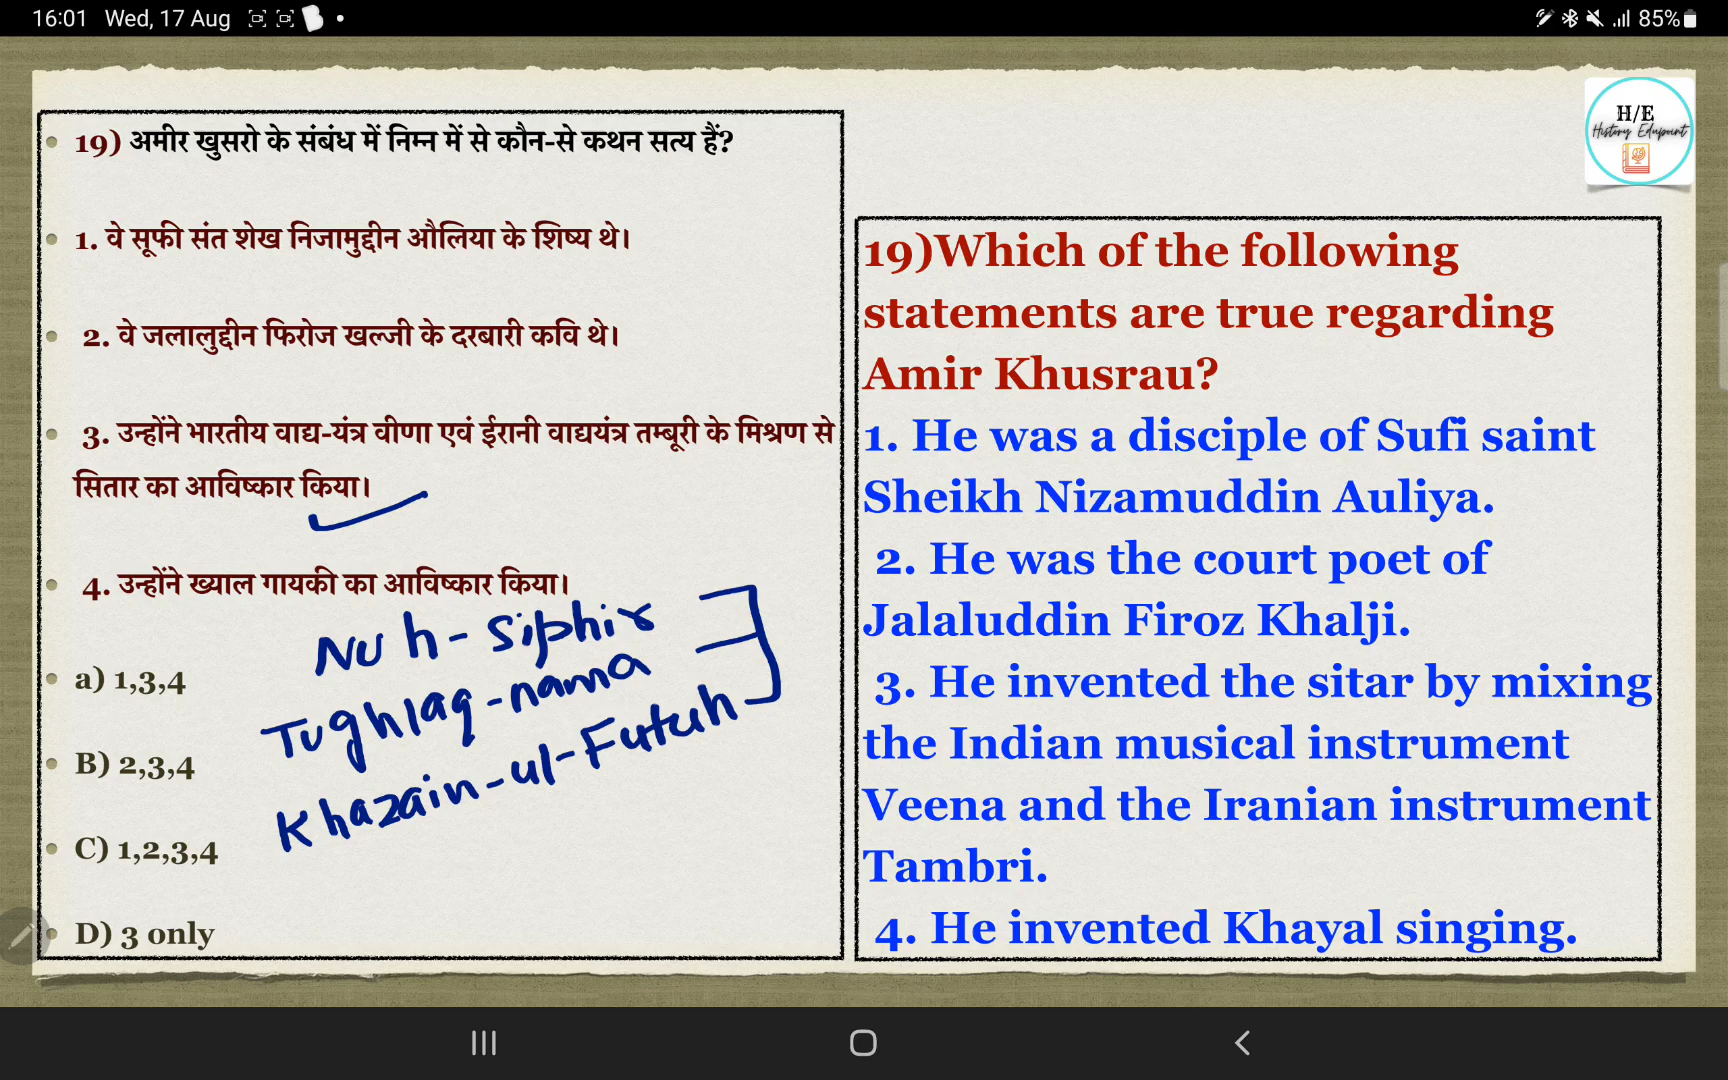 16:01 Wed, 17 Aug
85%
H/E
History Edupoint
19) अमीर खुसरो के संबंध में निम्न में से कौन-से कथन सत्य हैं?
1. वे सूफी संत शेख निजामुद्दीन औलिया के शिष्य थे।
2. वे जलालुद्दीन फिरोज खल्जी के दरबारी कवि थे।
3. उन्होंने भारतीय वाद्य-यंत्र वीणा एवं ईरानी वाद्ययंत्र तम्बूरी के मिश्रण से
सितार का आविष्कार किया।
4. उन्होंने ख्याल गायकी का आविष्कार किया।
Nuh-Siphir
Tughlaq-nama
Khazain-ul-Futuh
a) 1,3,4
B) 2,3,4
C) 1,2,3,4
D) 3 only
19)Which of the following
statements are true regarding
Amir Khusrau?
1. He was a disciple of Sufi saint
Sheikh Nizamuddin Auliya.
2. He was the court poet of
Jalaluddin Firoz Khalji.
3. He invented the sitar by mixing
the Indian musical instrument
Veena and the Iranian instrument
Tambri.
4. He invented Khayal singing.